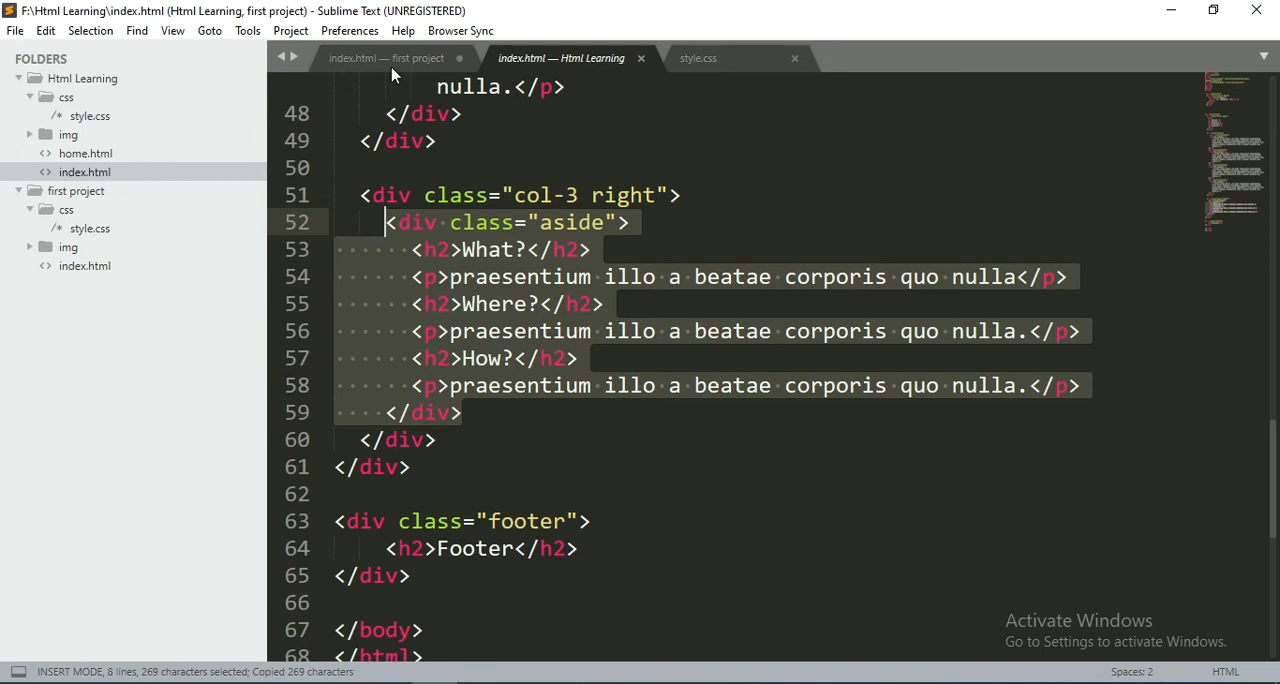 F:\Html Learning\index.html (Html Learning, first project) - Sublime Text (UNREGISTERED)
File Edit Selection Find View Goto Tools Project Preferences Help Browser Sync
FOLDERS
Html Learning
css
/* style.css
img
<> home.html
<> index.html
first project
css
/* style.css
img
<> index.html
index.html — first project
index.html — Html Learning
style.css
nulla.</p>
48 </div>
49 </div>
50
51 <div class="col-3 right">
52 <div class="aside">
53 <h2>What?</h2>
54 <p>praesentium illo a beatae corporis quo nulla</p>
55 <h2>Where?</h2>
56 <p>praesentium illo a beatae corporis quo nulla.</p>
57 <h2>How?</h2>
58 <p>praesentium illo a beatae corporis quo nulla.</p>
59 </div>
60 </div>
61 </div>
62
63 <div class="footer">
64 <h2>Footer</h2>
65 </div>
66
67 </body>
68 </html>
Activate Windows
Go to Settings to activate Windows.
INSERT MODE, 8 lines, 269 characters selected; Copied 269 characters
Spaces: 2
HTML